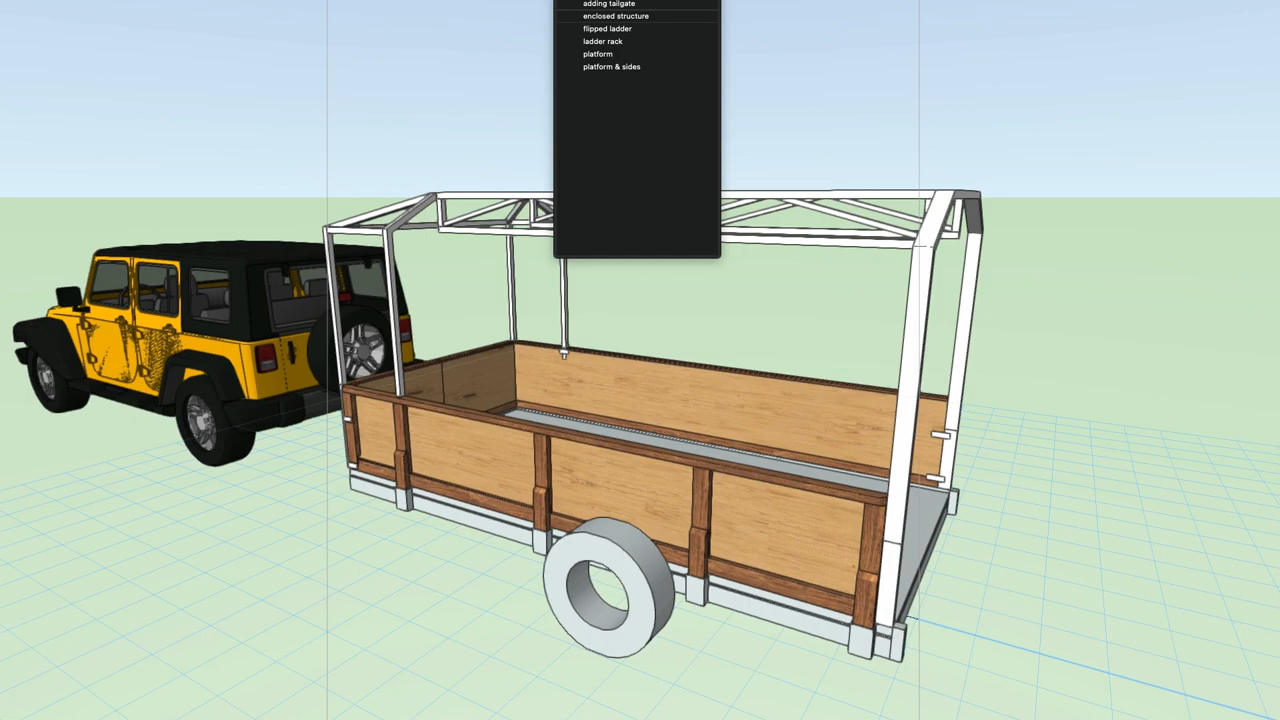 adding tailgate
enclosed structure
flipped ladder
ladder rack
platform
platform & sides